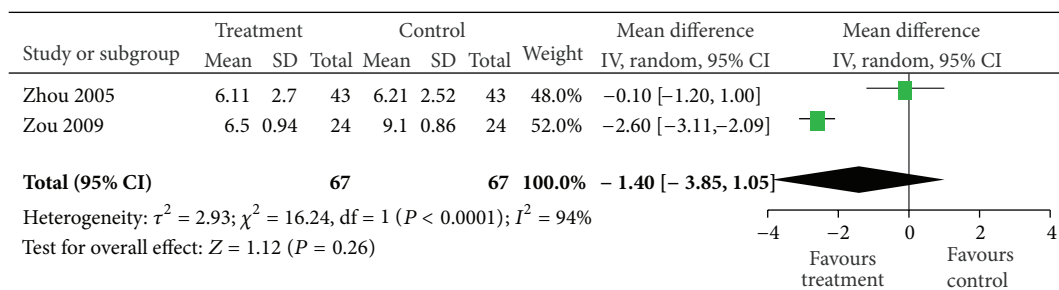 Treatment Control Mean difference Mean difference
Study or subgroup Mean SD Total Mean SD Total Weight IV, random, 95% CI IV, random, 95% CI
Zhou 2005 6.11 2.7 43 6.21 2.52 43 48.0% −0.10 [−1.20, 1.00]
Zou 2009 6.5 0.94 24 9.1 0.86 24 52.0% −2.60 [−3.11,−2.09]
Total (95% CI) 67 67 100.0% − 1.40 [− 3.85, 1.05]
Heterogeneity: τ² = 2.93; χ² = 16.24, df = 1 (P < 0.0001); I² = 94%
Test for overall effect: Z = 1.12 (P = 0.26)
−4 −2 0 2 4
Favours Favours
treatment control